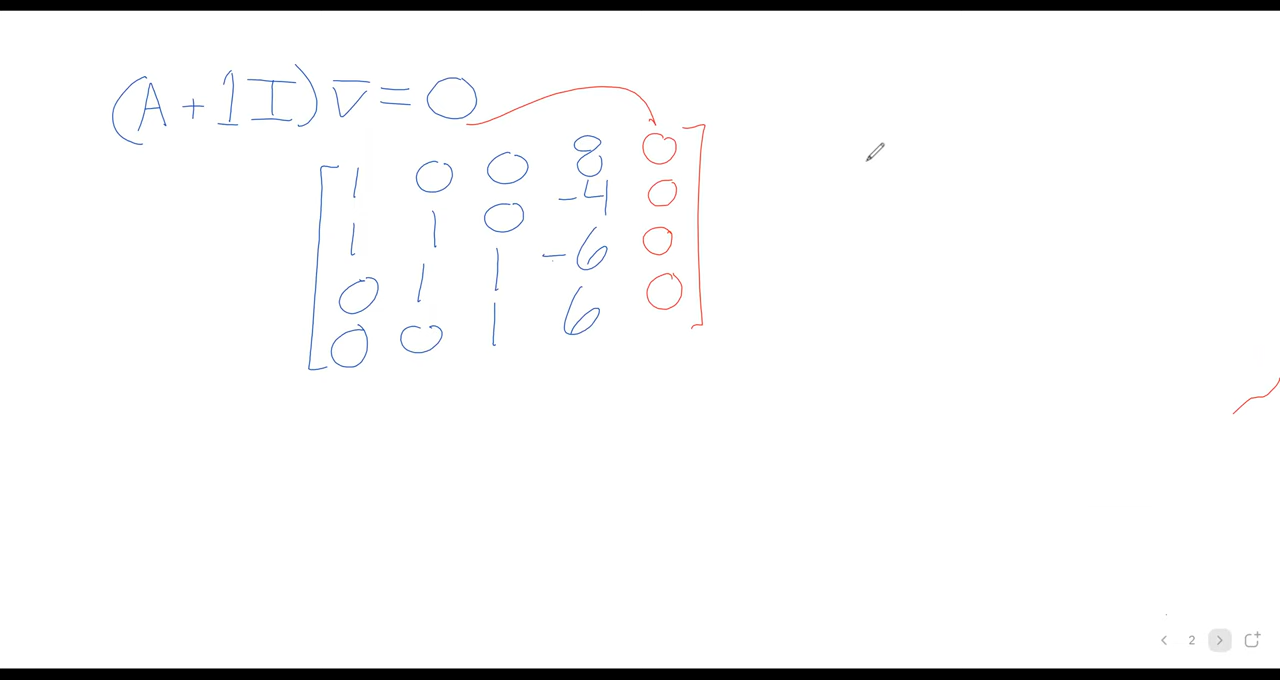 (A + 1I) v̅ = 0
1 0 0 8 0
1 1 0 -4 0
0 1 1 -6 0
0 0 1 6 0
2